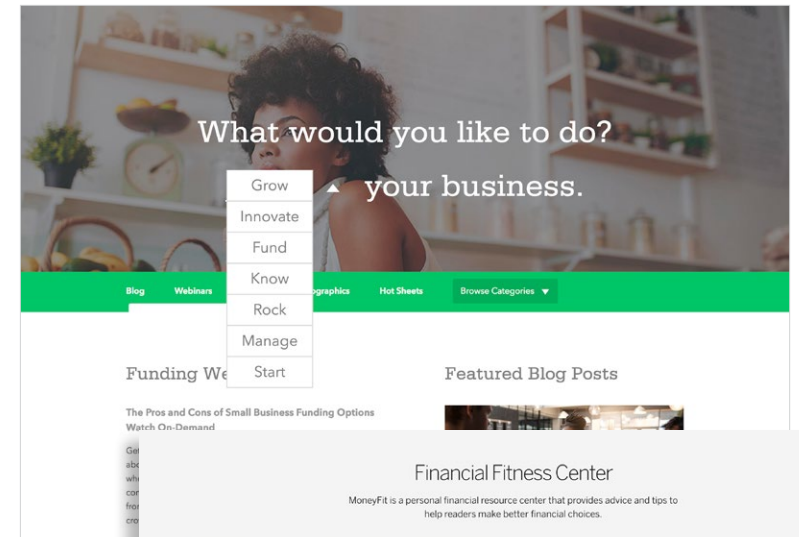 What would you like to do?
Grow
your business.
Innovate
Fund
Know
Rock
Manage
Start
Blog
Webinars
Hot Sheets
Browse Categories
Funding
The Pros and Cons of Small Business Funding Options
Watch On-Demand
Featured Blog Posts
Financial Fitness Center
MoneyFit is a personal financial resource center that provides advice and tips to
help readers make better financial choices.